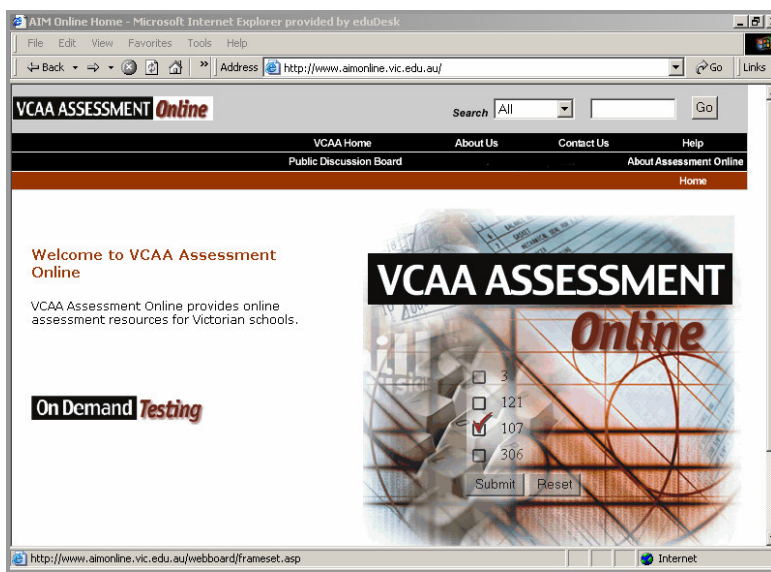 AIM Online Home - Microsoft Internet Explorer provided by eduDesk
File Edit View Favorites Tools Help
Back » Address http://www.aimonline.vic.edu.au/ Go Links
VCAA ASSESSMENT Online Search All Go
VCAA Home About Us Contact Us Help
Public Discussion Board About Assessment Online
Home
Welcome to VCAA Assessment
Online
VCAA Assessment Online provides online
assessment resources for Victorian schools.
On Demand Testing
VCAA ASSESSMENT
Online
3
121
107
306
Submit Reset
http://www.aimonline.vic.edu.au/webboard/frameset.asp Internet